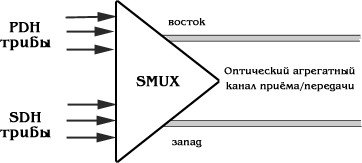 PDH
трибы
восток
SMUX
Оптический агрегатный
канал приёма/передачи
SDH
трибы
запад